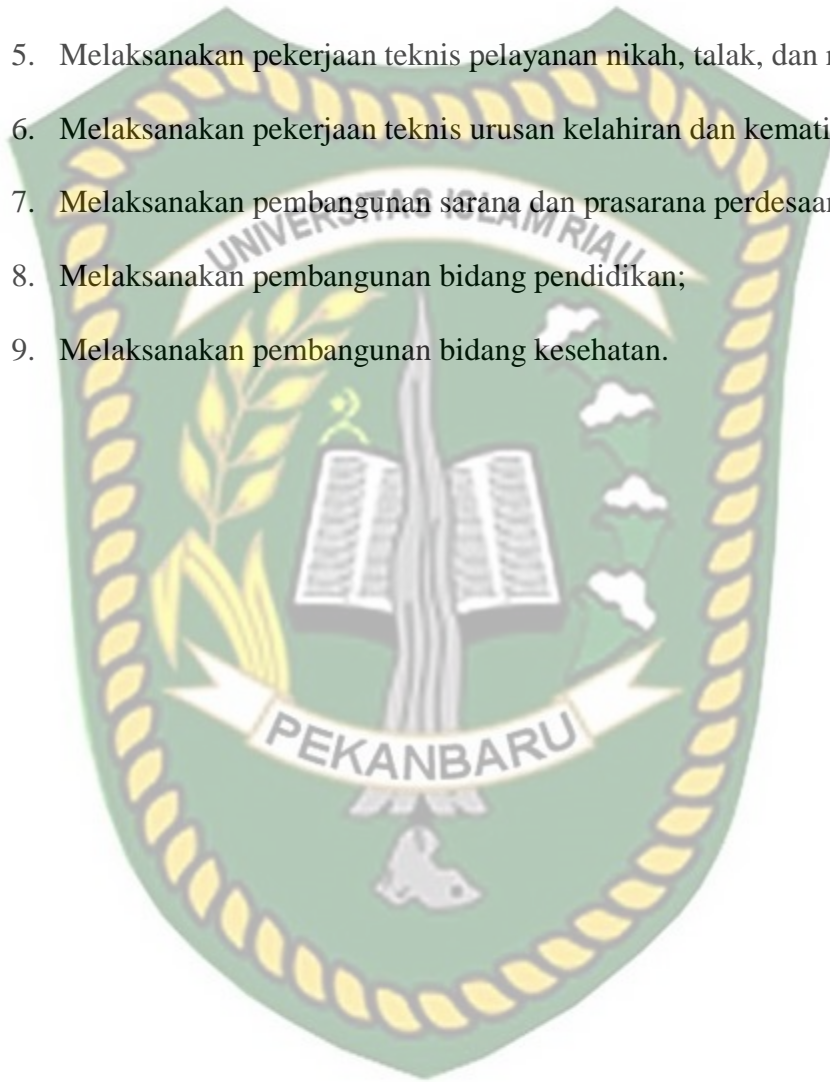 5. Melaksanakan pekerjaan teknis pelayanan nikah, talak, dan
6. Melaksanakan pekerjaan teknis urusan kelahiran dan kemati
7. Melaksanakan pembangunan sarana dan prasarana perdesaan
8. Melaksanakan pembangunan bidang pendidikan;
9. Melaksanakan pembangunan bidang kesehatan.
UNIVERSITAS ISLAM RIAU
PEKANBARU